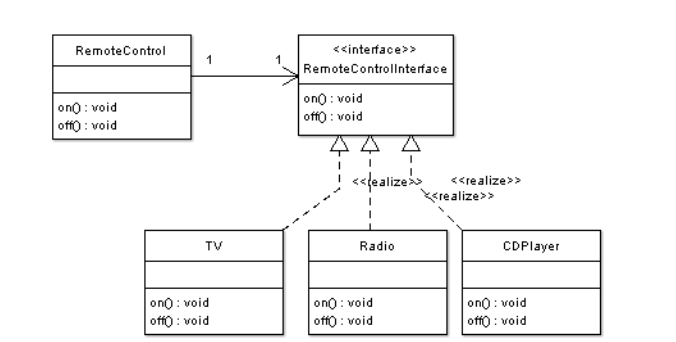 RemoteControl
on() : void
off() : void
1
1
<<interface>>
RemoteControlInterface
on() : void
off() : void
<<realize>>
<<realize>>
<<realize>>
TV
on() : void
off() : void
Radio
on() : void
off() : void
CDPlayer
on() : void
off() : void